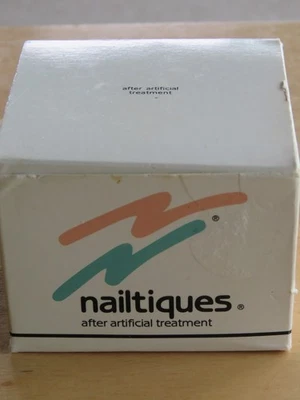 after artificial
treatment
®
nailtiques ®
after artificial treatment